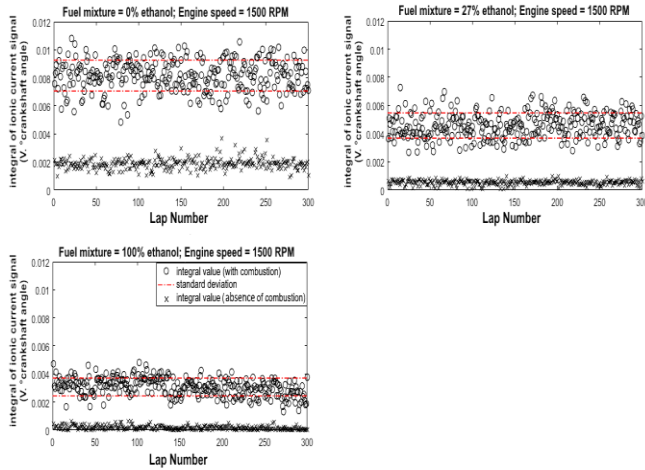 Fuel mixture = 0% ethanol; Engine speed = 1500 RPM
integral of ionic current signal
(V. °crankshaft angle)
0.012
0.01
0.008
0.006
0.004
0.002
0
0 50 100 150 200 250 300
Lap Number
Fuel mixture = 27% ethanol; Engine speed = 1500 RPM
integral of ionic current signal
(V. °crankshaft angle)
0.012
0.01
0.008
0.006
0.004
0.002
0
0 50 100 150 200 250 300
Lap Number
Fuel mixture = 100% ethanol; Engine speed = 1500 RPM
integral of ionic current signal
(V. °crankshaft angle)
0.012
0.01
0.008
0.006
0.004
0.002
0
integral value (with combustion)
standard deviation
integral value (absence of combustion)
0 50 100 150 200 250 300
Lap Number